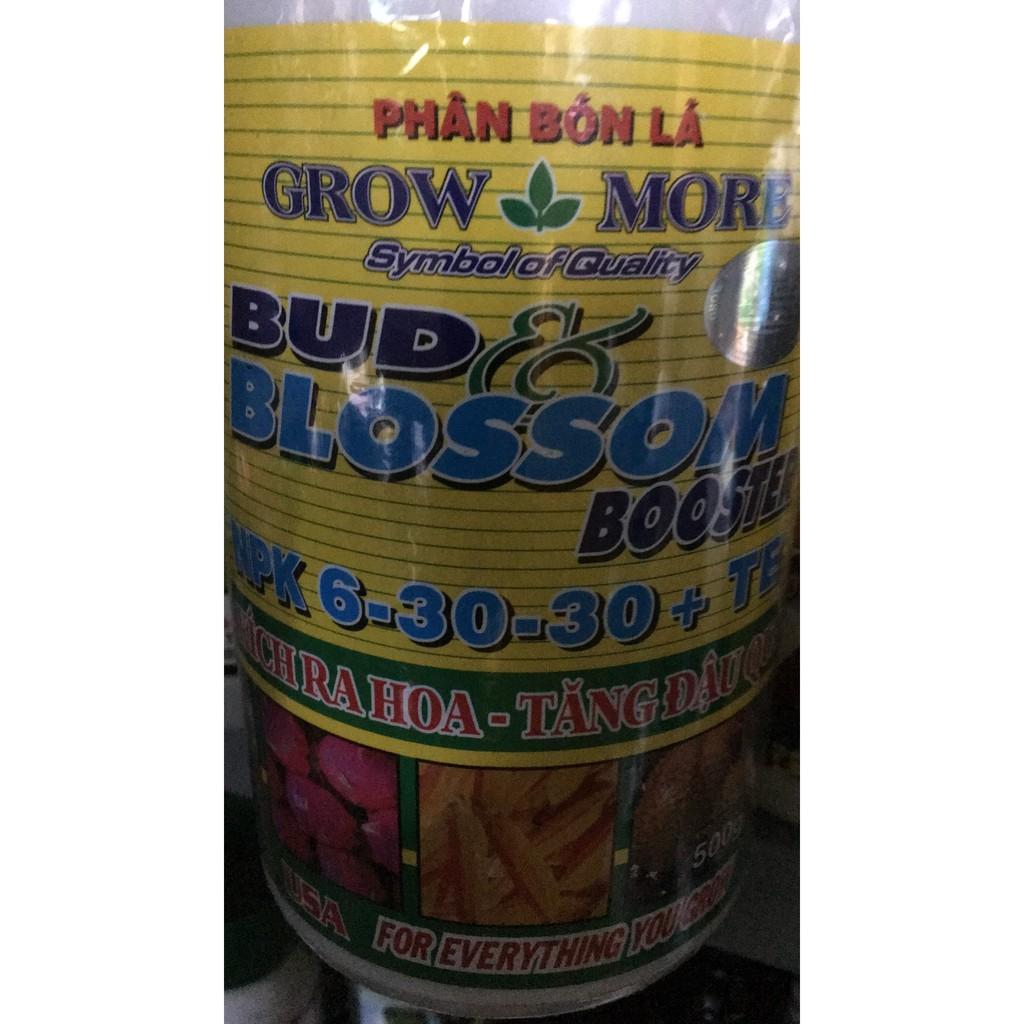 PHÂN BÓN LÁ
GROW MORE
Symbol of Quality
BUD &
BLOSSOM
BOOSTER
NPK 6-30-30 + TE
RA HOA - TĂNG ĐẬU
500g
USA FOR EVERYTHING YOU GROW